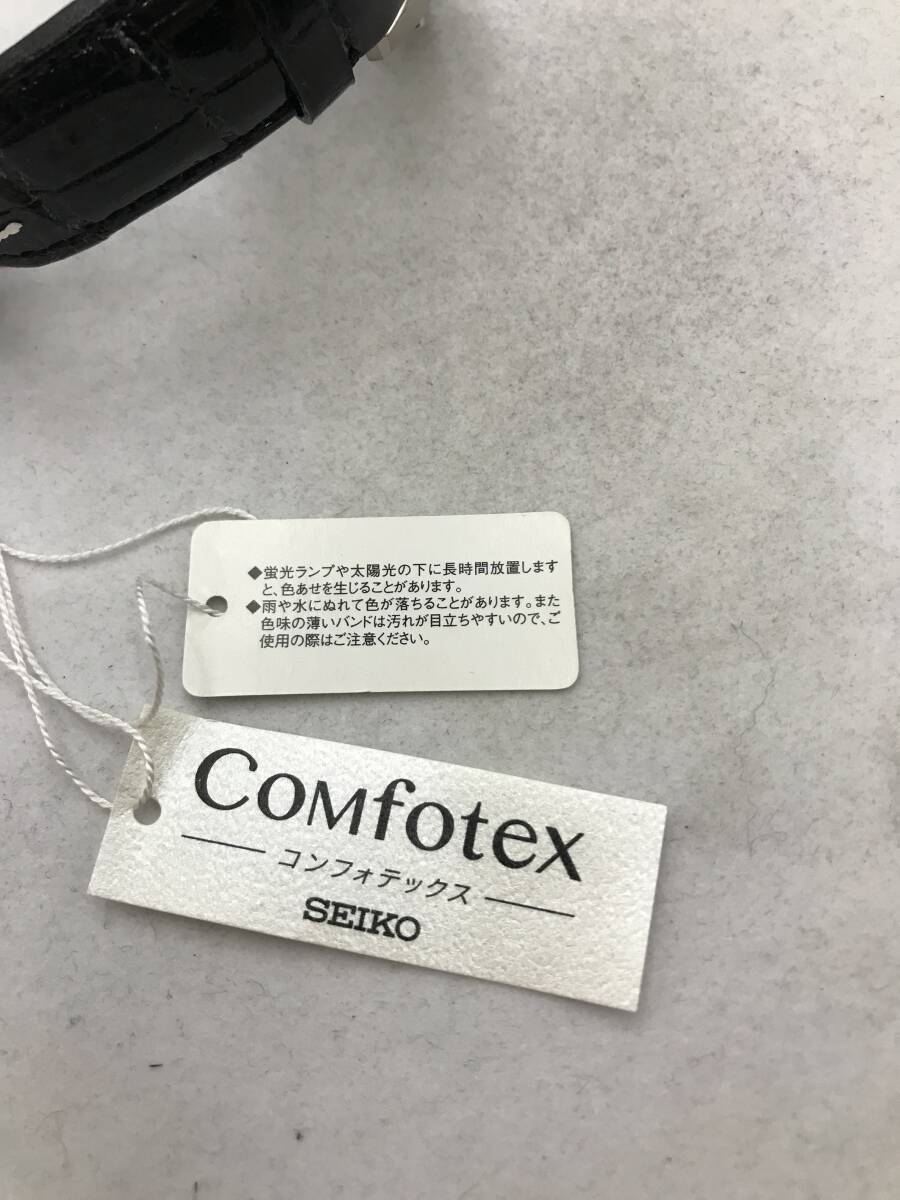 ◆蛍光ランプや太陽光の下に長時間放置します
と、色あせを生じることがあります。
◆雨や水にぬれて色が落ちることがあります。また
色味の薄いバンドは汚れが目立ちやすいので、ご
使用の際はご注意ください。
CoMfotex
コンフォテックス
SEIKO